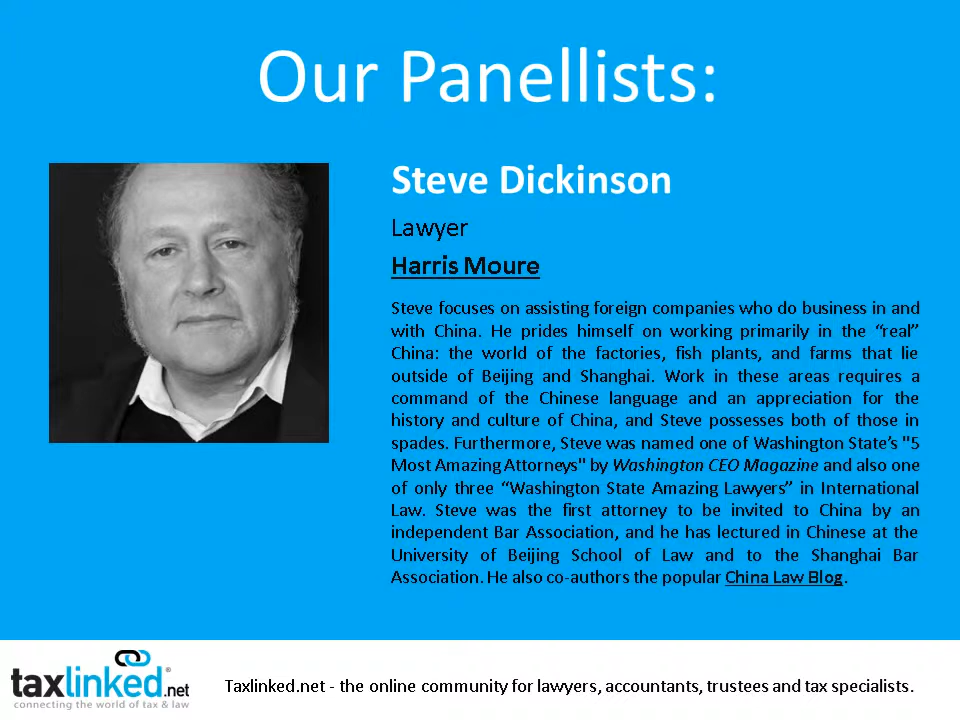 Our Panellists:
Steve Dickinson
Lawyer
Harris Moure
Steve focuses on assisting foreign companies who do business in and
with China. He prides himself on working primarily in the “real”
China: the world of the factories, fish plants, and farms that lie
outside of Beijing and Shanghai. Work in these areas requires a
command of the Chinese language and an appreciation for the
history and culture of China, and Steve possesses both of those in
spades. Furthermore, Steve was named one of Washington State’s "5
Most Amazing Attorneys" by Washington CEO Magazine and also one
of only three “Washington State Amazing Lawyers” in International
Law. Steve was the first attorney to be invited to China by an
independent Bar Association, and he has lectured in Chinese at the
University of Beijing School of Law and to the Shanghai Bar
Association. He also co-authors the popular China Law Blog.
taxlinked.net®
connecting the world of tax & law
Taxlinked.net - the online community for lawyers, accountants, trustees and tax specialists.